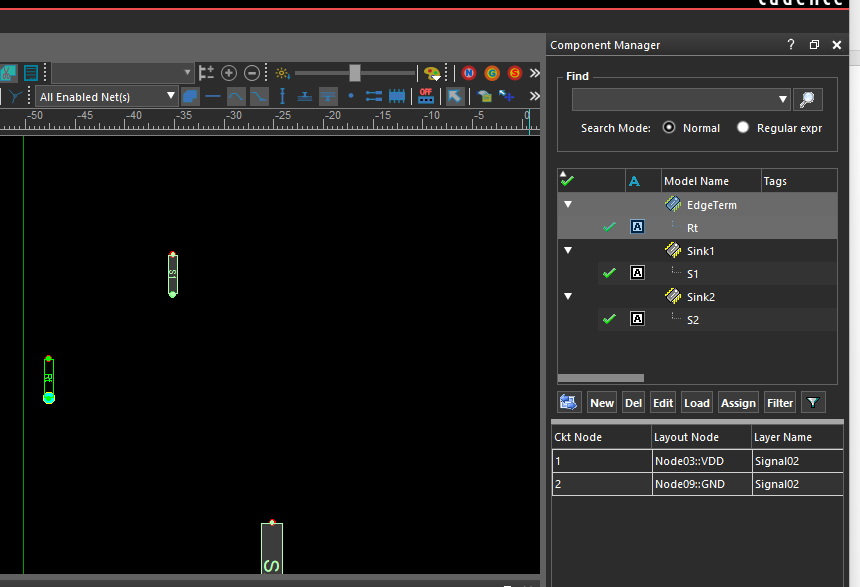 cadence
Component Manager
Find
Search Mode: Normal Regular expr
N G S
All Enabled Net(s)
OFF
-50 -45 -40 -35 -30 -25 -20 -15 -10 -5 0
A Model Name Tags
EdgeTerm
A Rt
Sink1
A S1
Sink2
A S2
S1
Rt
S
New Del Edit Load Assign Filter
Ckt Node Layout Node Layer Name
1 Node03::VDD Signal02
2 Node09::GND Signal02